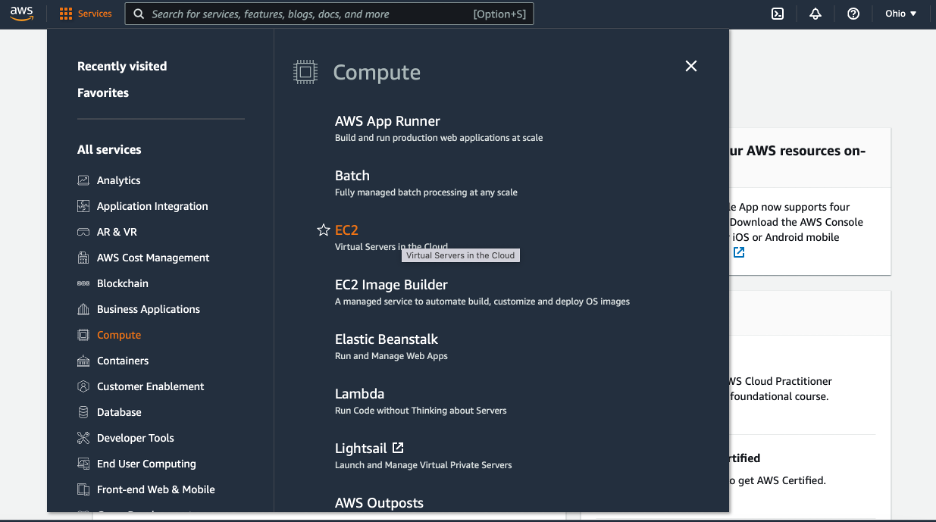 aws
Services
Search for services, features, blogs, docs, and more
[Option+S]
Ohio
Recently visited
Favorites
All services
Analytics
Application Integration
AR & VR
AWS Cost Management
Blockchain
Business Applications
Compute
Containers
Customer Enablement
Database
Developer Tools
End User Computing
Front-end Web & Mobile
Compute
AWS App Runner
Build and run production web applications at scale
Batch
Fully managed batch processing at any scale
EC2
Virtual Servers in the Cloud
Virtual Servers in the Cloud
EC2 Image Builder
A managed service to automate build, customize and deploy OS images
Elastic Beanstalk
Run and Manage Web Apps
Lambda
Run Code without Thinking about Servers
Lightsail
Launch and Manage Virtual Private Servers
AWS Outposts
ur AWS resources on-
e App now supports four
Download the AWS Console
iOS or Android mobile
WS Cloud Practitioner
foundational course.
rtified
o get AWS Certified.